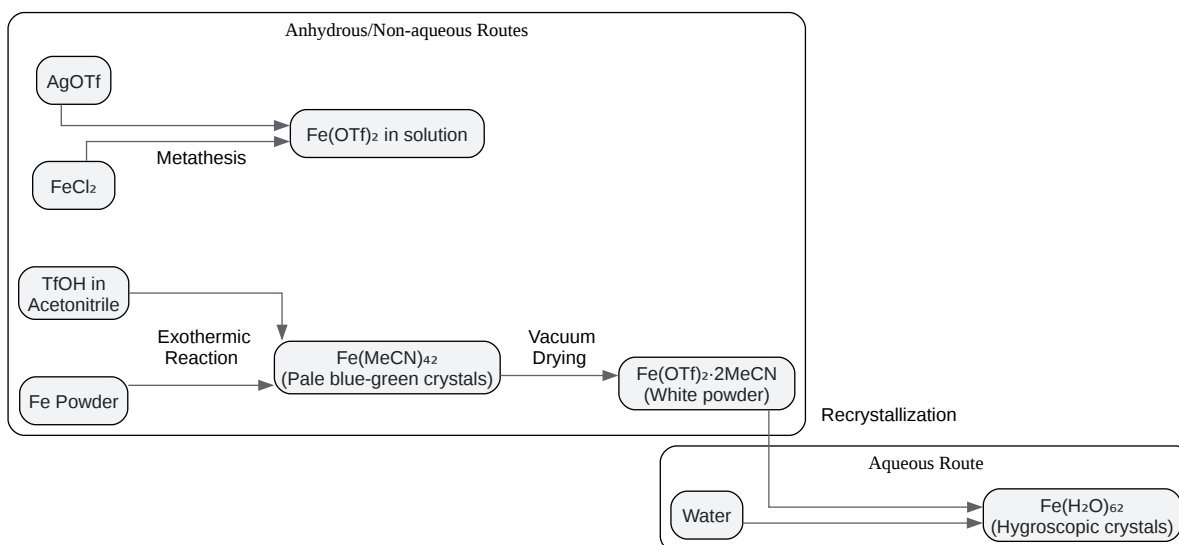 Anhydrous/Non-aqueous Routes
AgOTf
Fe(OTf)₂ in solution
Metathesis
FeCl₂
TfOH in
Acetonitrile
Exothermic
Reaction
Fe(MeCN)₄₂
(Pale blue-green crystals)
Vacuum
Drying
Fe(OTf)₂·2MeCN
(White powder)
Fe Powder
Recrystallization
Aqueous Route
Water
Fe(H₂O)₆₂
(Hygroscopic crystals)